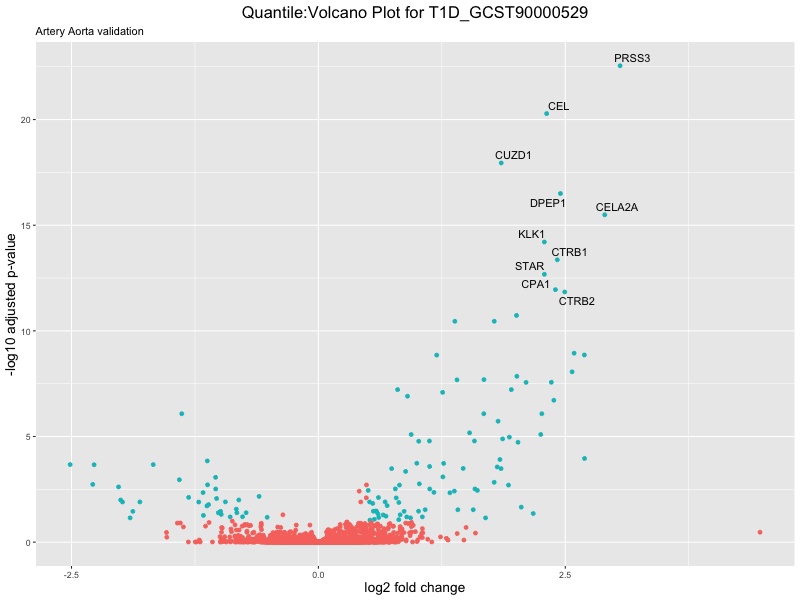 Quantile:Volcano Plot for T1D_GCST90000529
Artery Aorta validation
PRSS3
CEL
CUZD1
DPEP1
CELA2A
KLK1
CTRB1
STAR
CPA1
CTRB2
-log10 adjusted p-value
20
15
10
5
0
-2.5 0.0 2.5
log2 fold change